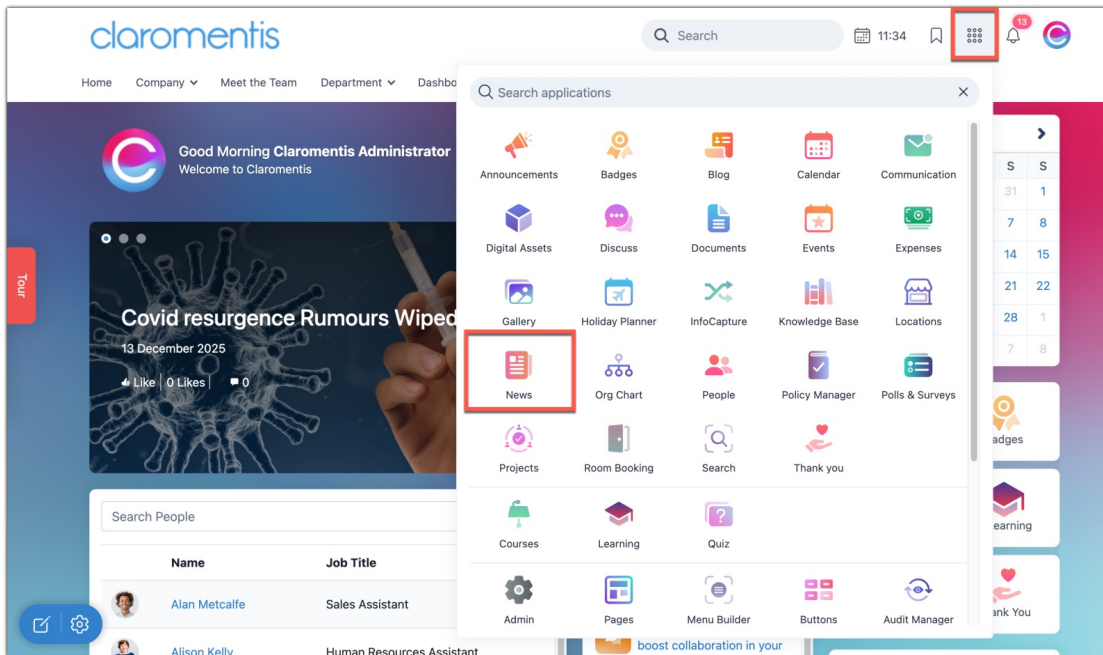 claromentis
Search
11:34
13
Home Company Meet the Team Department Dashbo
Search applications
Good Morning Claromentis Administrator
Welcome to Claromentis
Tour
Covid resurgence Rumours Wiped
13 December 2025
Like 0 Likes 0
Announcements Badges Blog Calendar Communication
Digital Assets Discuss Documents Events Expenses
Gallery Holiday Planner InfoCapture Knowledge Base Locations
News Org Chart People Policy Manager Polls & Surveys
Projects Room Booking Search Thank you
Courses Learning Quiz
Admin Pages Menu Builder Buttons Audit Manager
S S
31 1
7 8
14 15
21 22
28 1
7 8
adges
earning
ank You
Search People
Name Job Title
Alan Metcalfe Sales Assistant
Alison Kelly Human Resources Assistant
boost collaboration in your